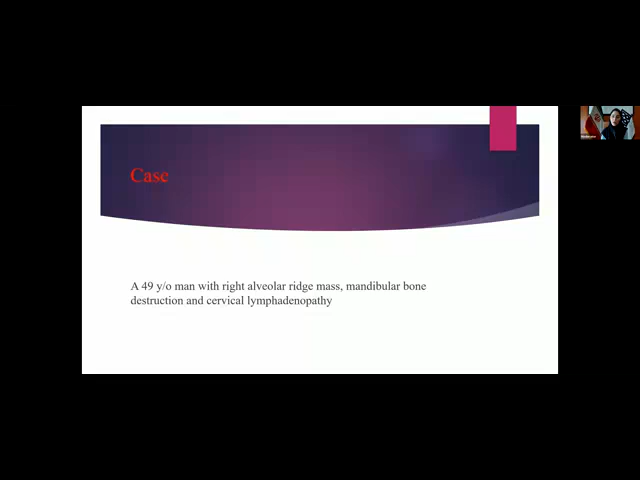 Case
A 49 y/o man with right alveolar ridge mass, mandibular bone
destruction and cervical lymphadenopathy